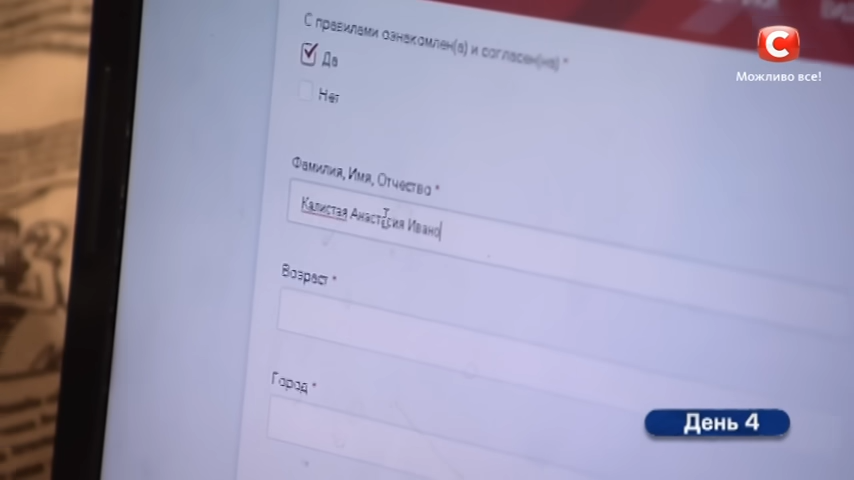 С правилами ознакомлен(а) и согласен(на) *
Да
Нет
Фамилия, Имя, Отчество *
Калистая Анастасия Ивано
Возраст *
Город *
С
Можливо все!
День 4